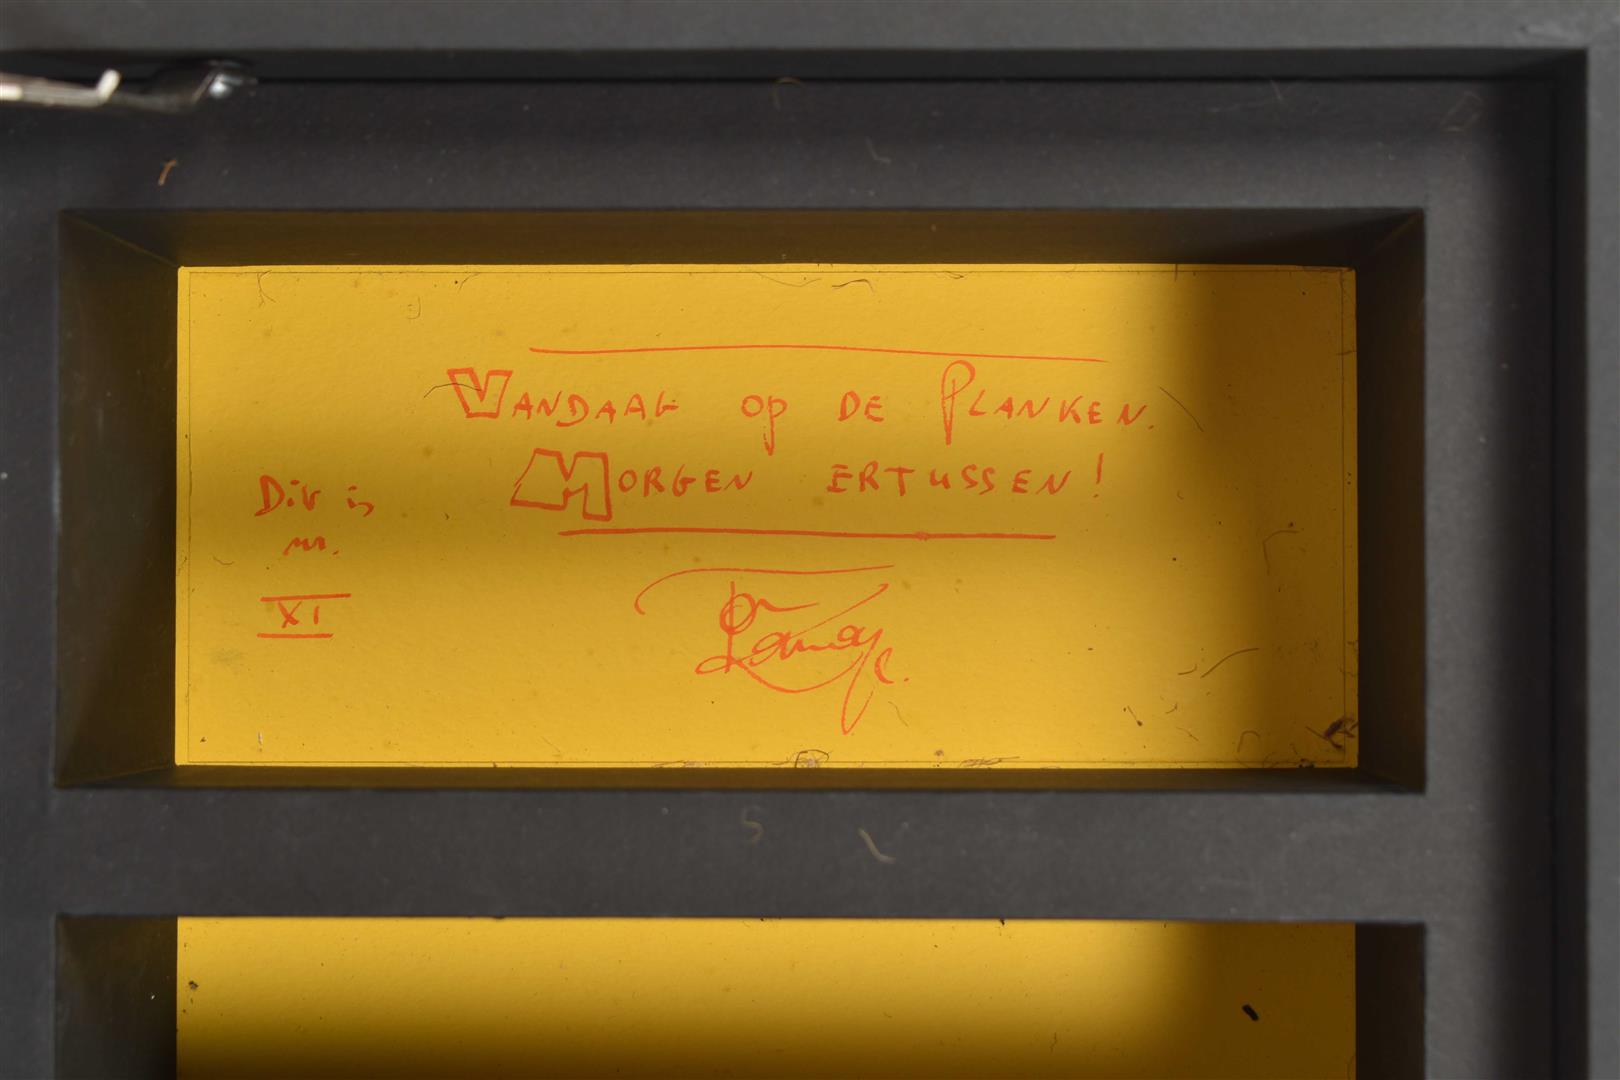 VANDAAG OP DE PLANKEN.
MORGEN ERTUSSEN!
Dit is
nr.
XI